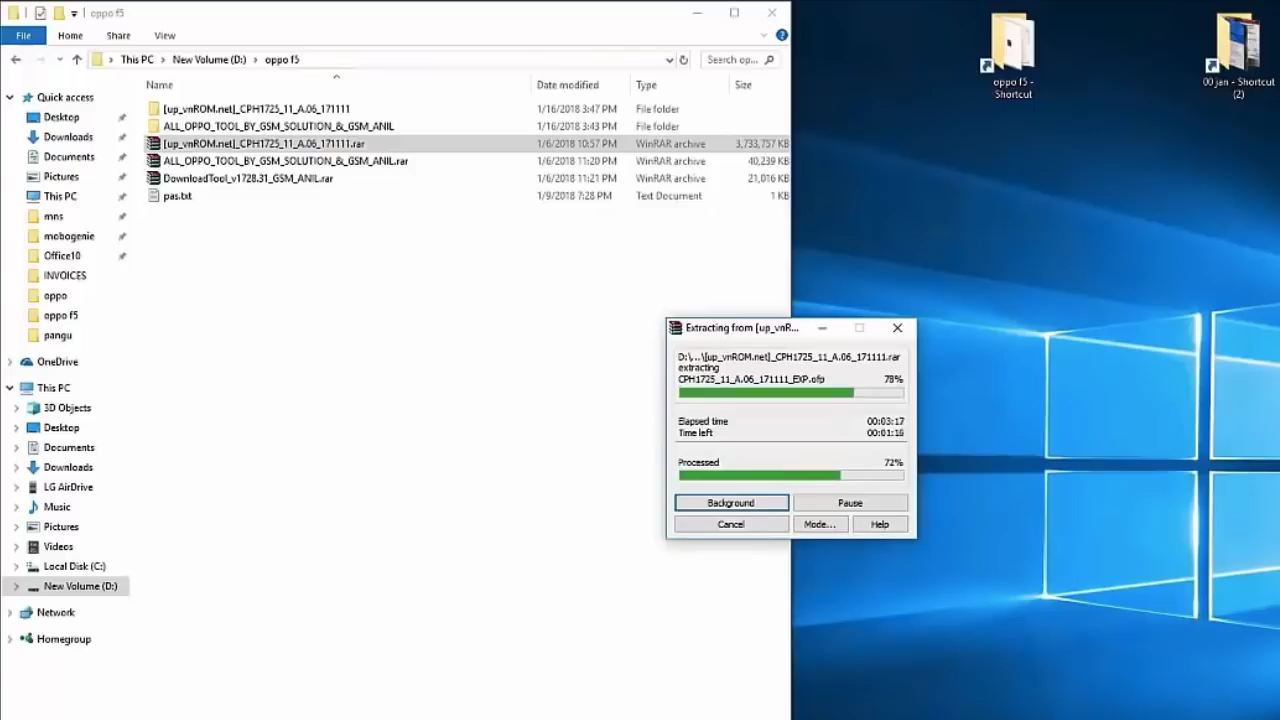 oppo f5
File Home Share View
This PC New Volume (D:) oppo f5 Search op...
Name Date modified Type Size
[up_vnROM.net]_CPH1725_11_A.06_171111 1/16/2018 3:47 PM File folder
ALL_OPPO_TOOL_BY_GSM_SOLUTION_&_GSM_ANIL 1/16/2018 3:43 PM File folder
[up_vnROM.net]_CPH1725_11_A.06_171111.rar 1/6/2018 10:57 PM WinRAR archive 3,733,757 KB
ALL_OPPO_TOOL_BY_GSM_SOLUTION_&_GSM_ANIL.rar 1/6/2018 11:20 PM WinRAR archive 40,239 KB
DownloadTool_v1728.31_GSM_ANIL.rar 1/6/2018 11:21 PM WinRAR archive 21,016 KB
pas.txt 1/9/2018 7:28 PM Text Document 1 KB
Quick access
Desktop
Downloads
Documents
Pictures
This PC
mns
mobogenie
Office10
INVOICES
oppo
oppo f5
pangu
OneDrive
This PC
3D Objects
Desktop
Documents
Downloads
LG AirDrive
Music
Pictures
Videos
Local Disk (C:)
New Volume (D:)
Network
Homegroup
Extracting from [up_vnR...
D:\...\[up_vnROM.net]_CPH1725_11_A.06_171111.rar
extracting
CPH1725_11_A.06_171111_EXP.ofp 78%
Elapsed time 00:03:17
Time left 00:01:16
Processed 72%
Background Pause
Cancel Mode... Help
oppo f5 -
Shortcut
00 jan - Shortcut
(2)